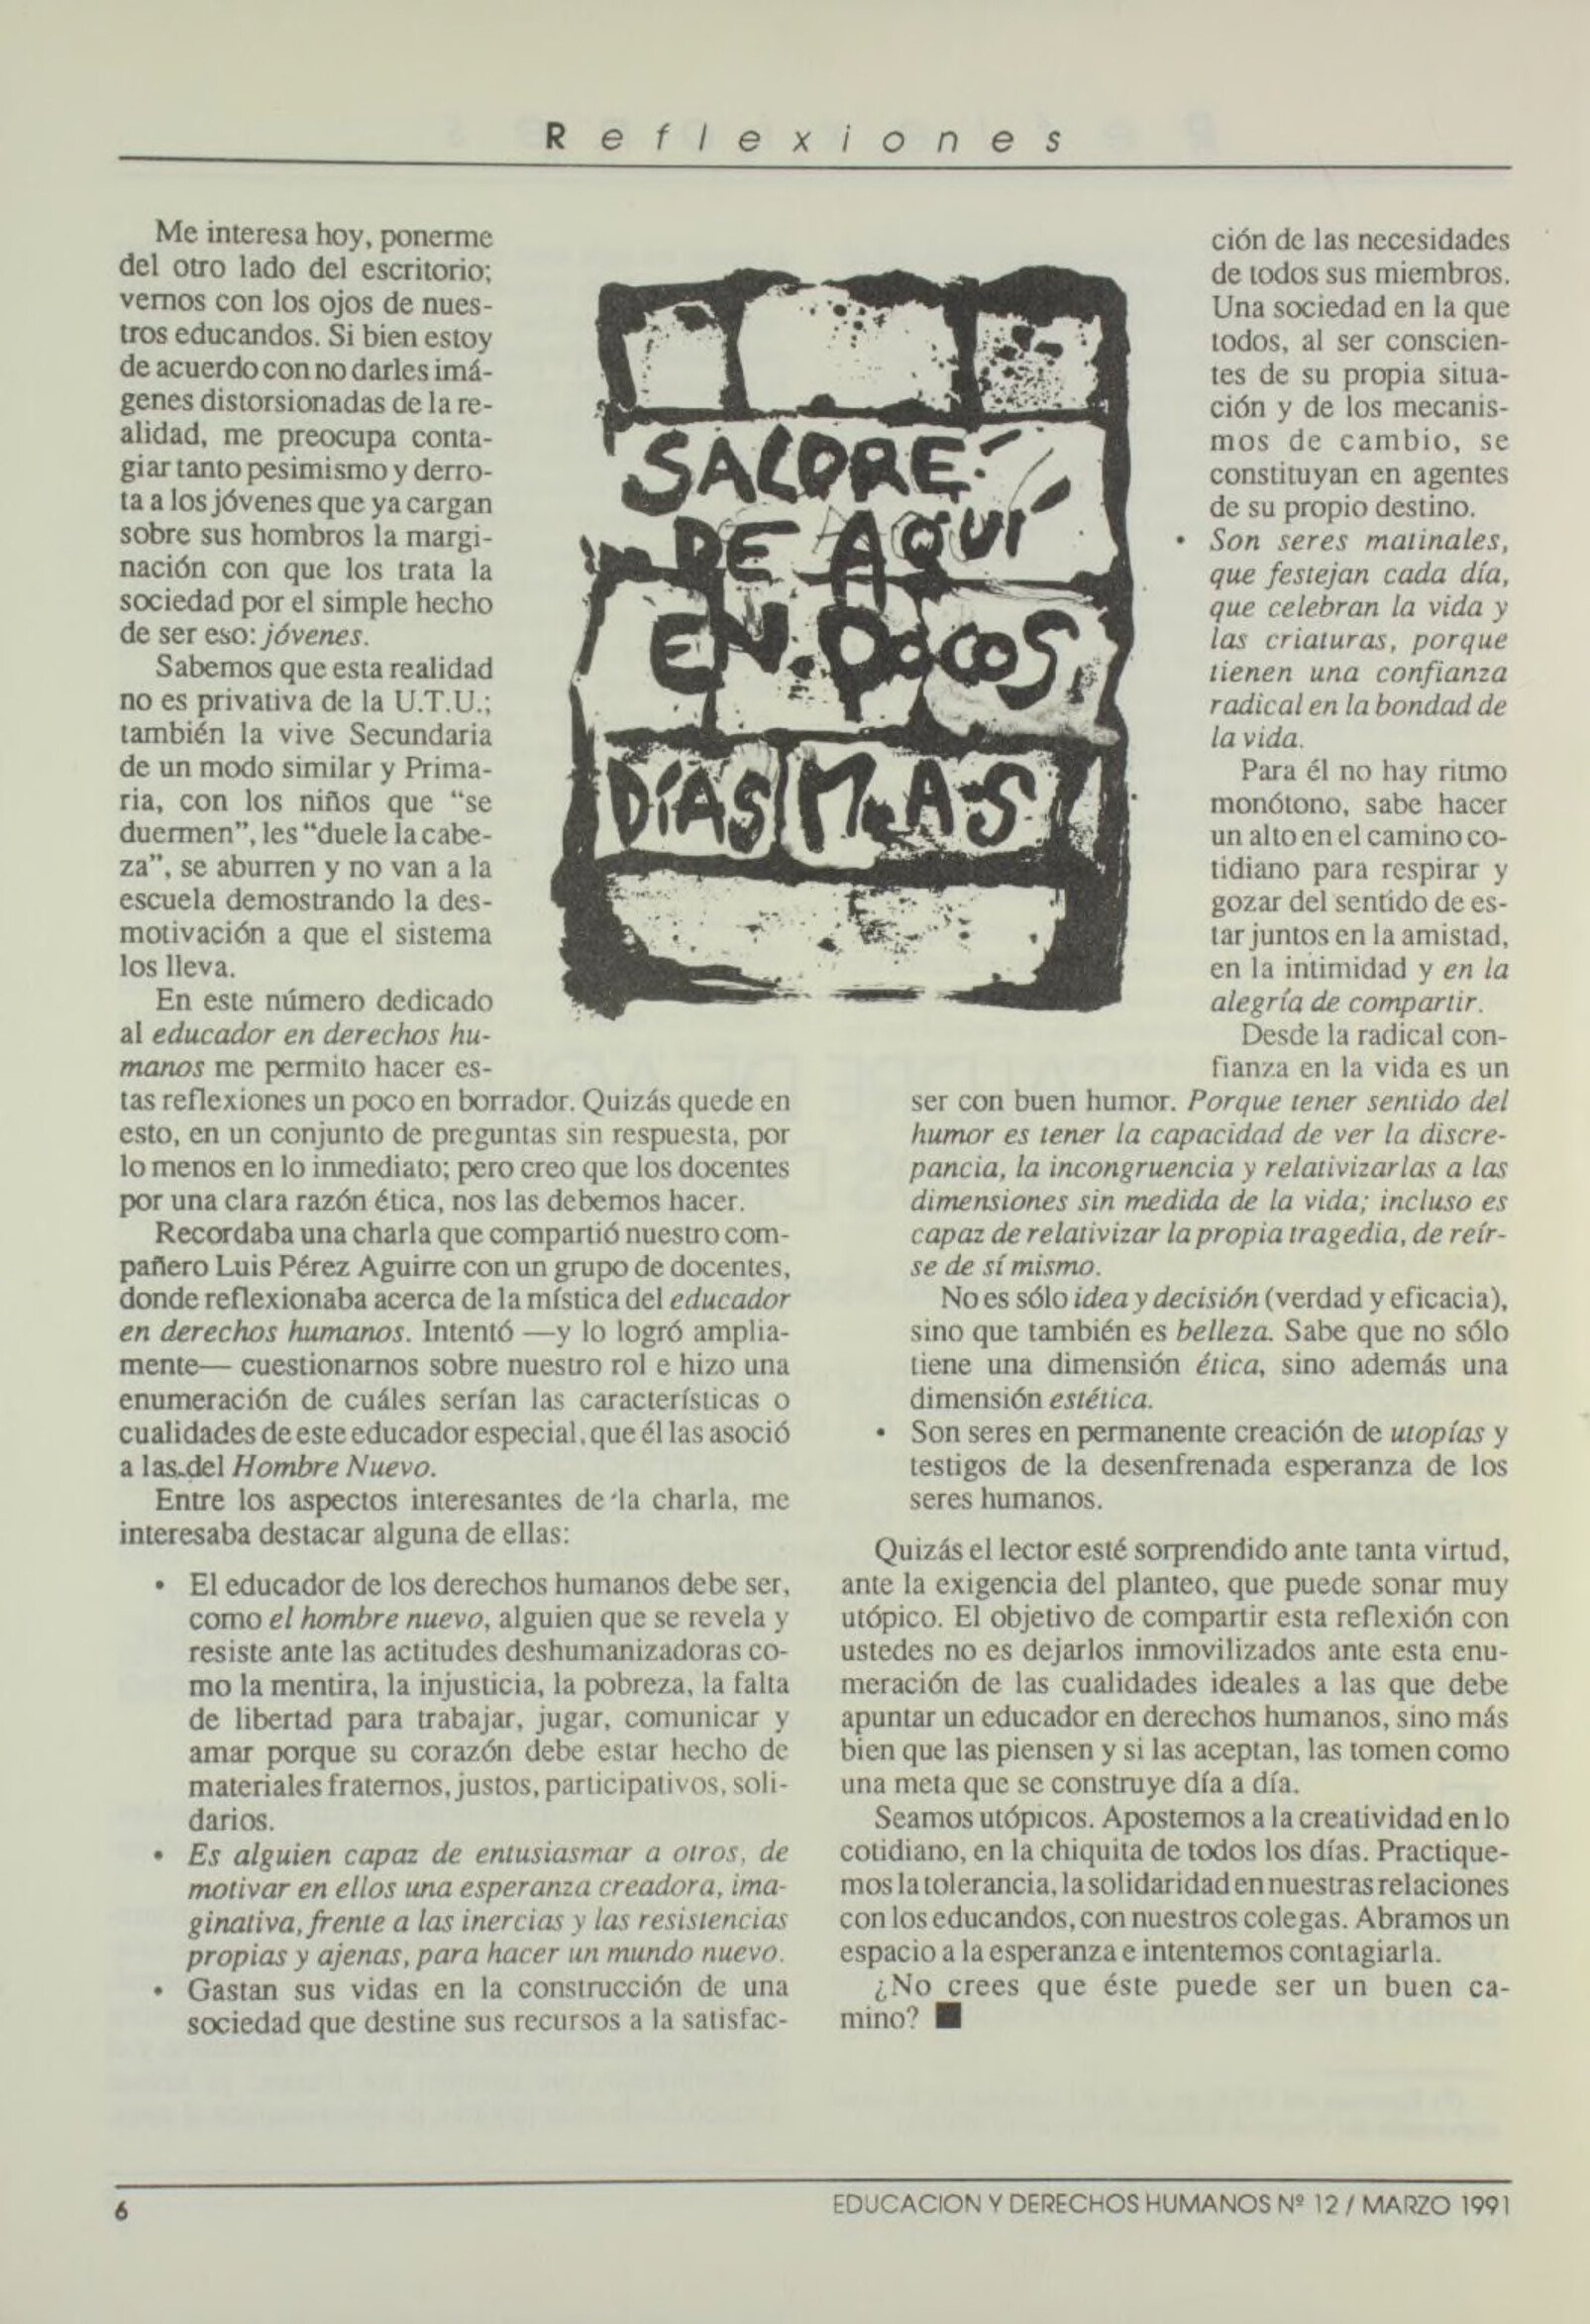 Reflexiones
Me interesa hoy, ponerme
del otro lado del escritorio;
vernos con los ojos de nues-
tros educandos. Si bien estoy
de acuerdo con no darles imá-
genes distorsionadas de la re-
alidad, me preocupa conta-
giar tanto pesimismo y derro-
ta a los jóvenes que ya cargan
sobre sus hombros la margi-
nación con que los trata la
sociedad por el simple hecho
de ser eso: jóvenes.
Sabemos que esta realidad
no es privativa de la U.T.U.;
también la vive Secundaria
de un modo similar y Prima-
ria, con los niños que “se
duermen”, les “duele la cabe-
za”, se aburren y no van a la
escuela demostrando la des-
motivación a que el sistema
los lleva.
En este número dedicado
al educador en derechos hu-
manos me permito hacer es-
tas reflexiones un poco en borrador. Quizás quede en
esto, en un conjunto de preguntas sin respuesta, por
lo menos en lo inmediato; pero creo que los docentes
por una clara razón ética, nos las debemos hacer.
Recordaba una charla que compartió nuestro com-
pañero Luis Pérez Aguirre con un grupo de docentes,
donde reflexionaba acerca de la mística del educador
en derechos humanos. Intentó —y lo logró amplia-
mente— cuestionarnos sobre nuestro rol e hizo una
enumeración de cuáles serían las características o
cualidades de este educador especial, que él las asoció
a las del Hombre Nuevo.
Entre los aspectos interesantes de la charla, me
interesaba destacar alguna de ellas:
• El educador de los derechos humanos debe ser,
como el hombre nuevo, alguien que se revela y
resiste ante las actitudes deshumanizadoras co-
mo la mentira, la injusticia, la pobreza, la falta
de libertad para trabajar, jugar, comunicar y
amar porque su corazón debe estar hecho de
materiales fraternos, justos, participativos, soli-
darios.
• Es alguien capaz de entusiasmar a otros, de
motivar en ellos una esperanza creadora, ima-
ginativa, frente a las inercias y las resistencias
propias y ajenas, para hacer un mundo nuevo.
• Gastan sus vidas en la construcción de una
sociedad que destine sus recursos a la satisfac-
SALDRE
DE AQUÍ
EN POCOS
DÍAS MAS
ción de las necesidades
de todos sus miembros.
Una sociedad en la que
todos, al ser conscien-
tes de su propia situa-
ción y de los mecanis-
mos de cambio, se
constituyan en agentes
de su propio destino.
• Son seres matinales,
que festejan cada día,
que celebran la vida y
las criaturas, porque
tienen una confianza
radical en la bondad de
la vida.
Para él no hay ritmo
monótono, sabe hacer
un alto en el camino co-
tidiano para respirar y
gozar del sentido de es-
tar juntos en la amistad,
en la intimidad y en la
alegría de compartir.
Desde la radical con-
fianza en la vida es un
ser con buen humor. Porque tener sentido del
humor es tener la capacidad de ver la discre-
pancia, la incongruencia y relativizarlas a las
dimensiones sin medida de la vida; incluso es
capaz de relativizar la propia tragedia, de reír-
se de sí mismo.
No es sólo idea y decisión (verdad y eficacia),
sino que también es belleza. Sabe que no sólo
tiene una dimensión ética, sino además una
dimensión estética.
• Son seres en permanente creación de utopías y
testigos de la desenfrenada esperanza de los
seres humanos.
Quizás el lector esté sorprendido ante tanta virtud,
ante la exigencia del planteo, que puede sonar muy
utópico. El objetivo de compartir esta reflexión con
ustedes no es dejarlos inmovilizados ante esta enu-
meración de las cualidades ideales a las que debe
apuntar un educador en derechos humanos, sino más
bien que las piensen y si las aceptan, las tomen como
una meta que se construye día a día.
Seamos utópicos. Apostemos a la creatividad en lo
cotidiano, en la chiquita de todos los días. Practique-
mos la tolerancia, la solidaridad en nuestras relaciones
con los educandos, con nuestros colegas. Abramos un
espacio a la esperanza e intentemos contagiarla.
¿No crees que éste puede ser un buen ca-
mino? ■
6
EDUCACION Y DERECHOS HUMANOS Nº 12 / MARZO 1991